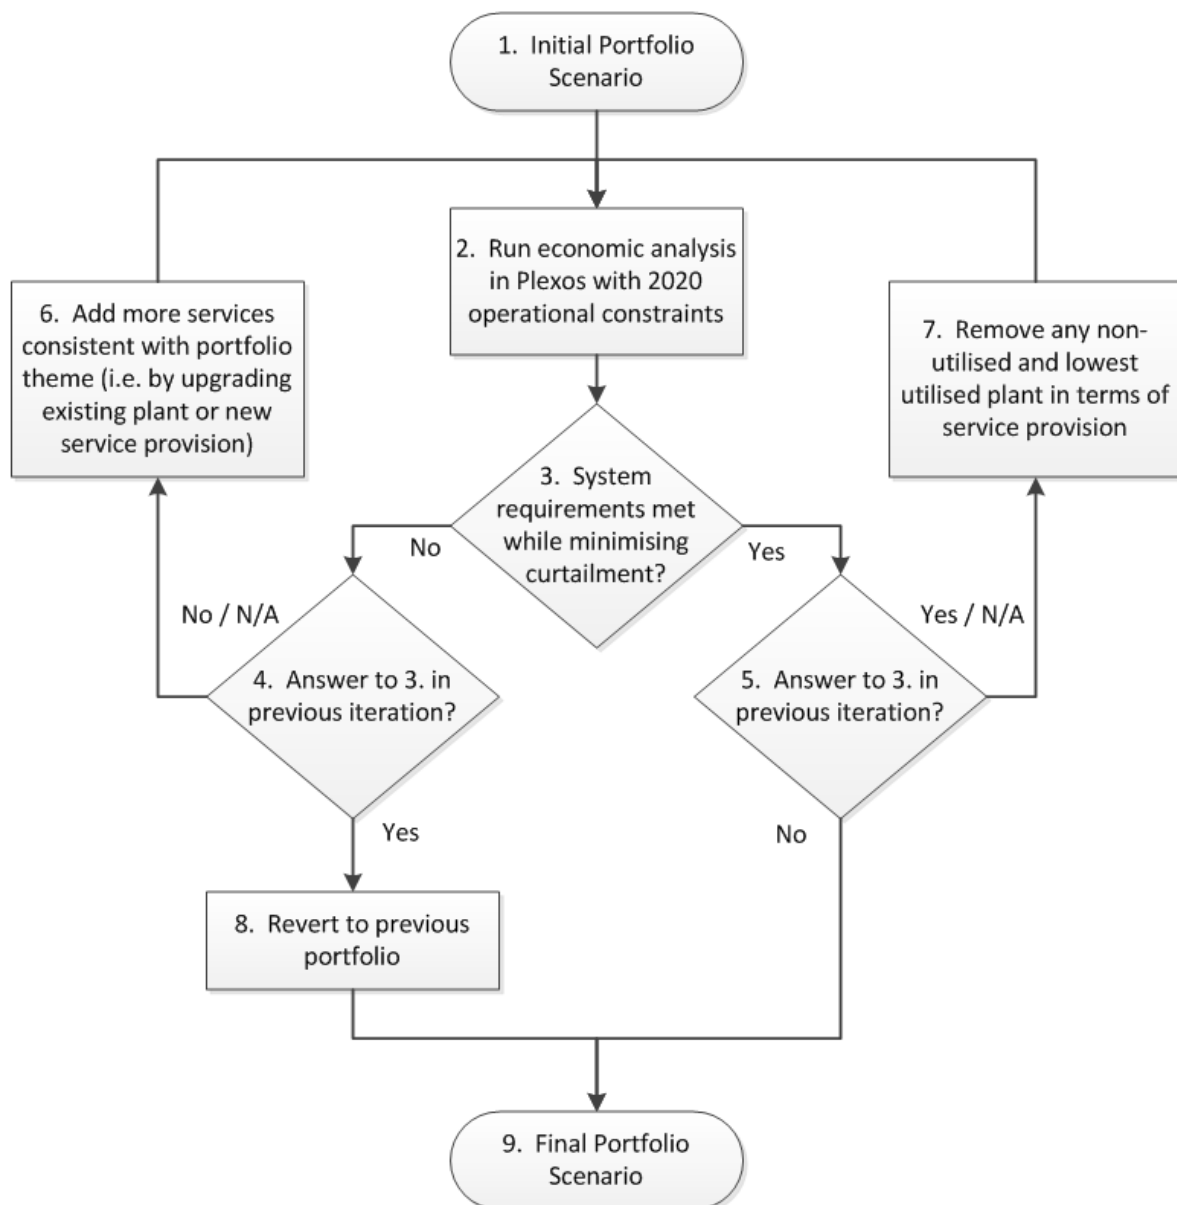 1. Initial Portfolio
Scenario
2. Run economic analysis
in Plexos with 2020
operational constraints
6. Add more services
consistent with portfolio
theme (i.e. by upgrading
existing plant or new
service provision)
7. Remove any non-
utilised and lowest
utilised plant in terms of
service provision
3. System
requirements met
while minimising
curtailment?
No
Yes
No / N/A
Yes / N/A
4. Answer to 3. in
previous iteration?
5. Answer to 3. in
previous iteration?
Yes
No
8. Revert to previous
portfolio
9. Final Portfolio
Scenario